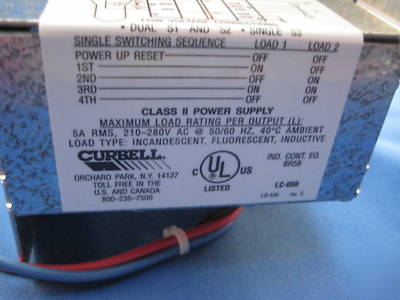 LOW VOLTAGE
• DUAL S1 AND S2 • SINGLE S3
SINGLE SWITCHING SEQUENCE LOAD 1 LOAD 2
POWER UP RESET OFF OFF
1ST ON ON
2ND OFF ON
3RD ON OFF
4TH OFF OFF
CLASS II POWER SUPPLY
MAXIMUM LOAD RATING PER OUTPUT (L):
5A RMS, 210-280V AC @ 50/60 HZ, 40°C AMBIENT
LOAD TYPE: INCANDESCENT, FLUORESCENT, INDUCTIVE
CURBELL®
ORCHARD PARK, N.Y. 14127
TOLL FREE IN THE
U.S. AND CANADA
800-235-7500
C UL ® US
LISTED
IND. CONT. EQ.
8R58
LC-050